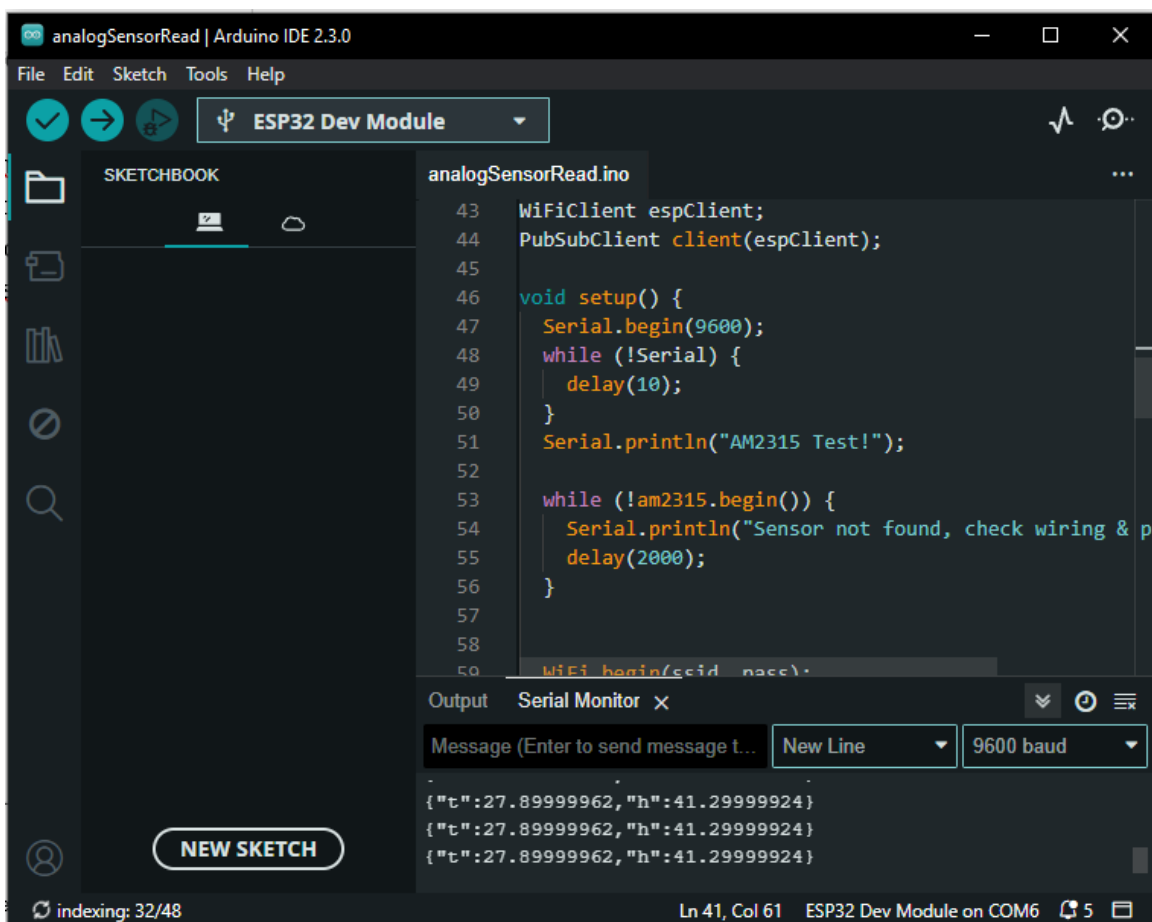 analogSensorRead | Arduino IDE 2.3.0
File Edit Sketch Tools Help
ESP32 Dev Module
SKETCHBOOK
analogSensorRead.ino
43 WiFiClient espClient;
44 PubSubClient client(espClient);
45
46 void setup() {
47 Serial.begin(9600);
48 while (!Serial) {
49 delay(10);
50 }
51 Serial.println("AM2315 Test!");
52
53 while (!am2315.begin()) {
54 Serial.println("Sensor not found, check wiring & p
55 delay(2000);
56 }
57
58
59 WiFi.begin(ssid, pass);
Output Serial Monitor
Message (Enter to send message t... New Line 9600 baud
{"t":27.89999962,"h":41.29999924}
{"t":27.89999962,"h":41.29999924}
{"t":27.89999962,"h":41.29999924}
NEW SKETCH
indexing: 32/48 Ln 41, Col 61 ESP32 Dev Module on COM6 5